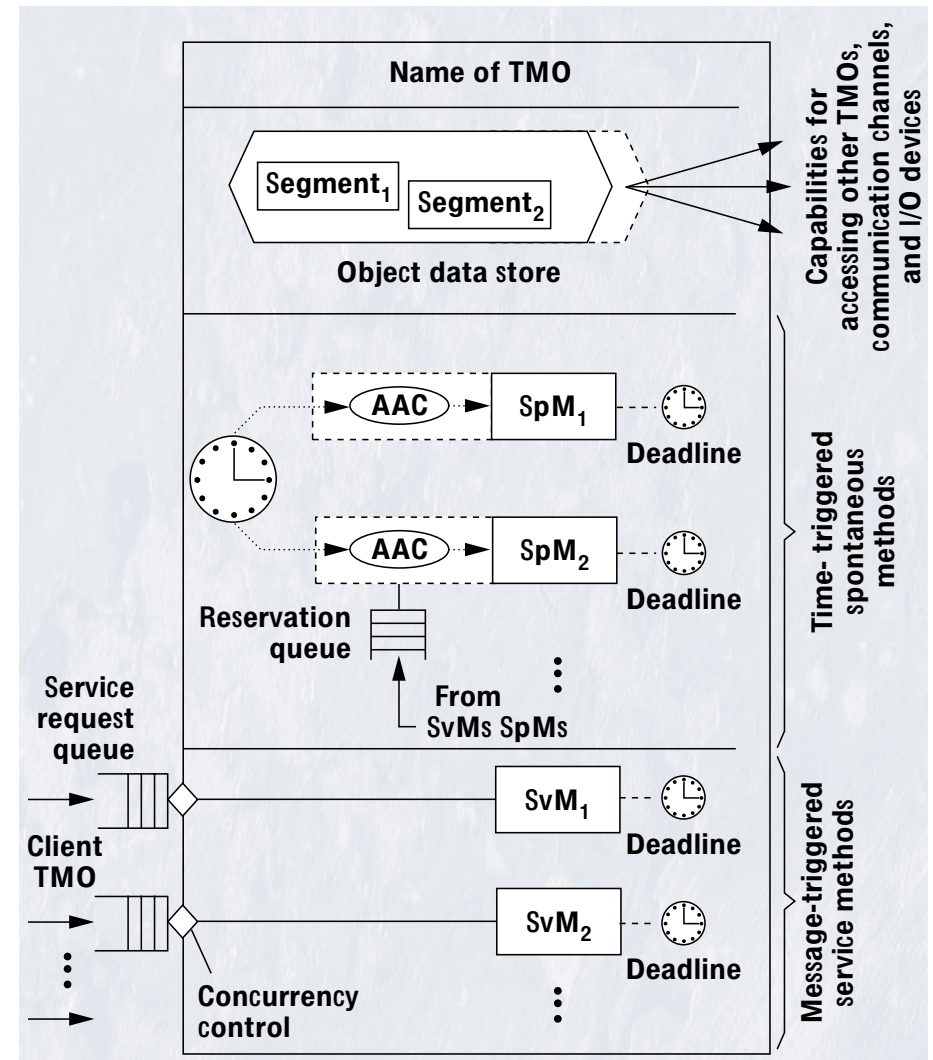 Name of TMO
Segment1
Segment2
Object data store
Capabilities for
accessing other TMOs,
communication channels,
and I/O devices
AAC
SpM1
Deadline
AAC
SpM2
Deadline
Reservation
queue
From
SvMs SpMs
Time- triggered
spontaneous
methods
Service
request
queue
SvM1
Deadline
Client
TMO
SvM2
Deadline
Concurrency
control
Message-triggered
service methods